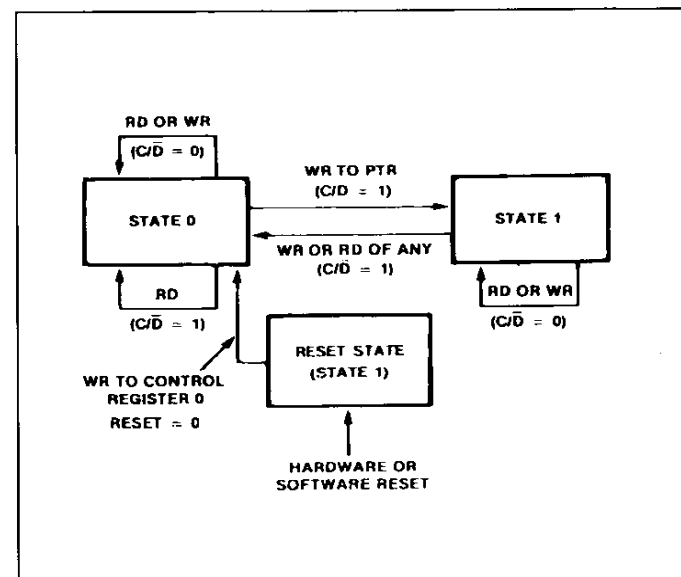 RD OR WR
(C/D̅ = 0)
WR TO PTR
(C/D = 1)
STATE 0
STATE 1
WR OR RD OF ANY
(C/D̅ = 1)
RD
(C/D̅ = 1)
RD OR WR
(C/D̅ = 0)
RESET STATE
(STATE 1)
WR TO CONTROL
REGISTER 0
RESET = 0
HARDWARE OR
SOFTWARE RESET